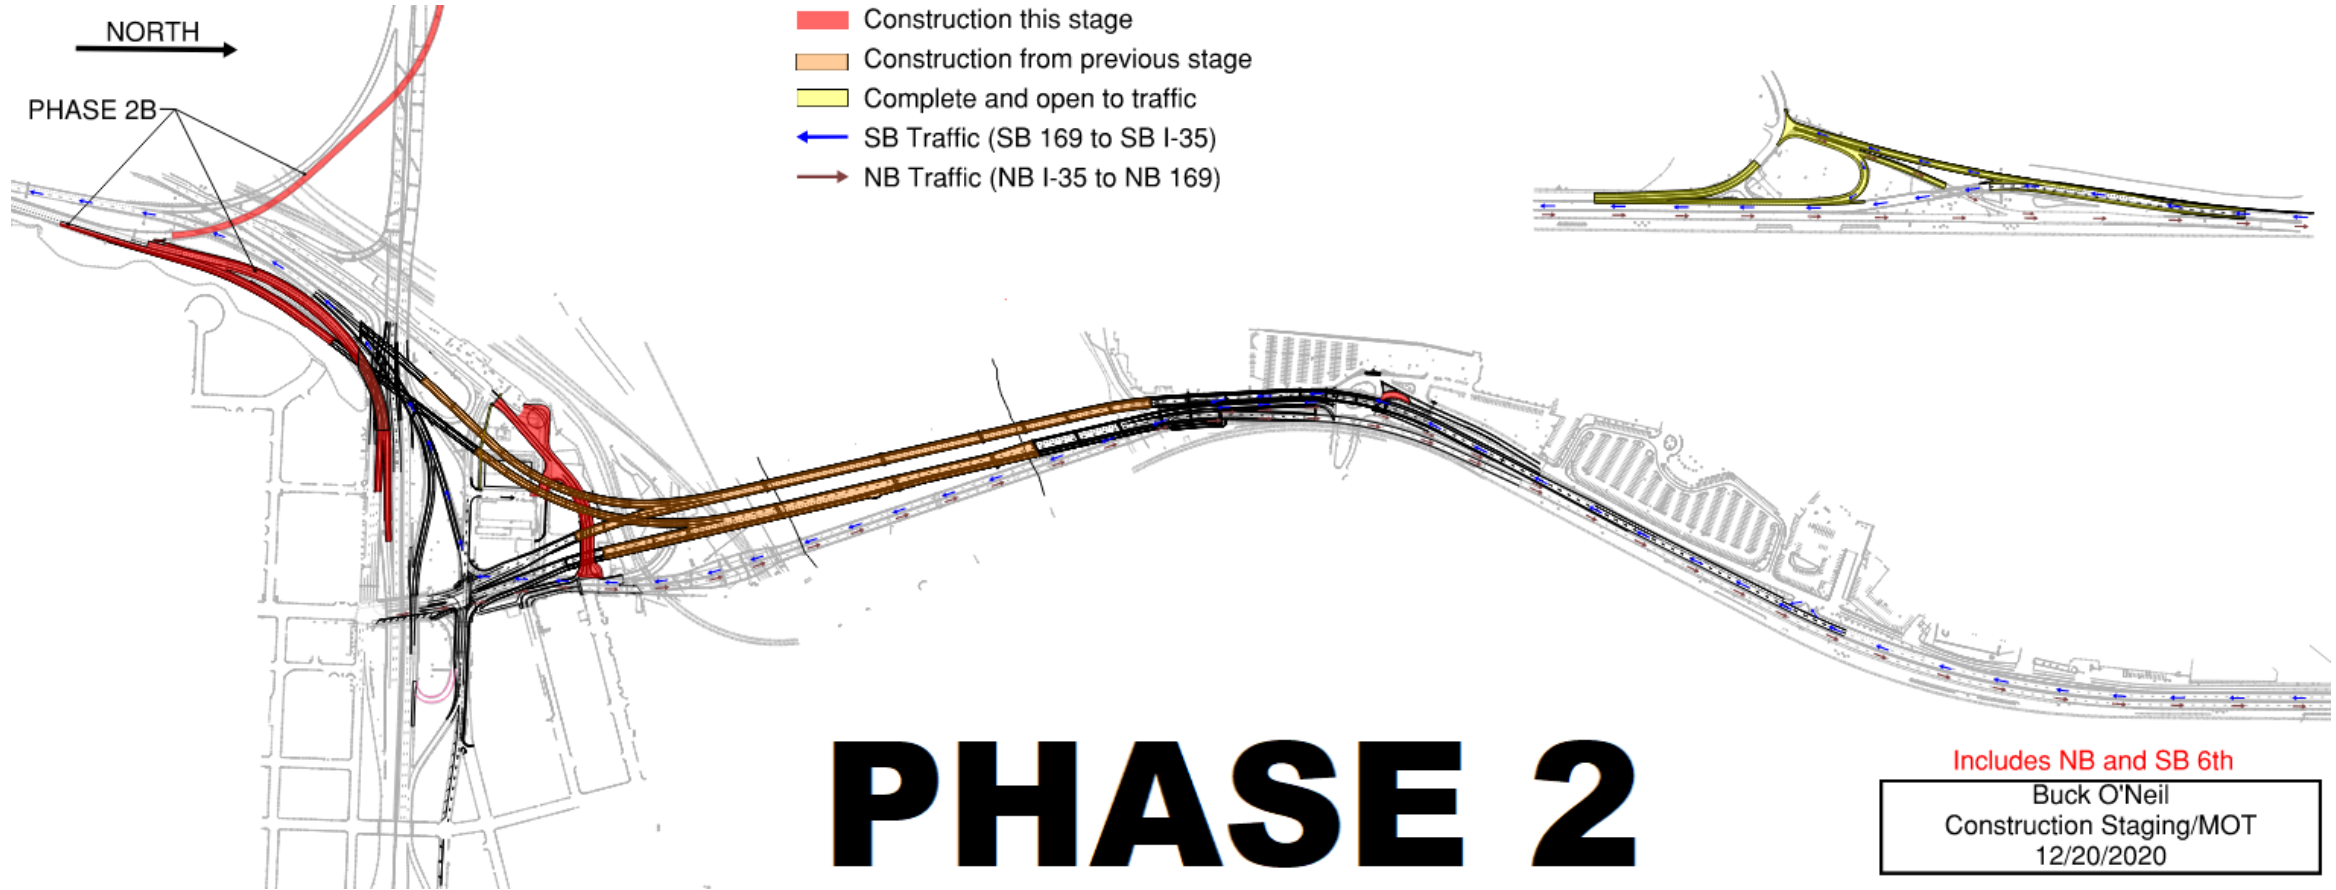 NORTH
PHASE 2B
Construction this stage
Construction from previous stage
Complete and open to traffic
SB Traffic (SB 169 to SB I-35)
NB Traffic (NB I-35 to NB 169)
PHASE 2
Includes NB and SB 6th
Buck O'Neil
Construction Staging/MOT
12/20/2020